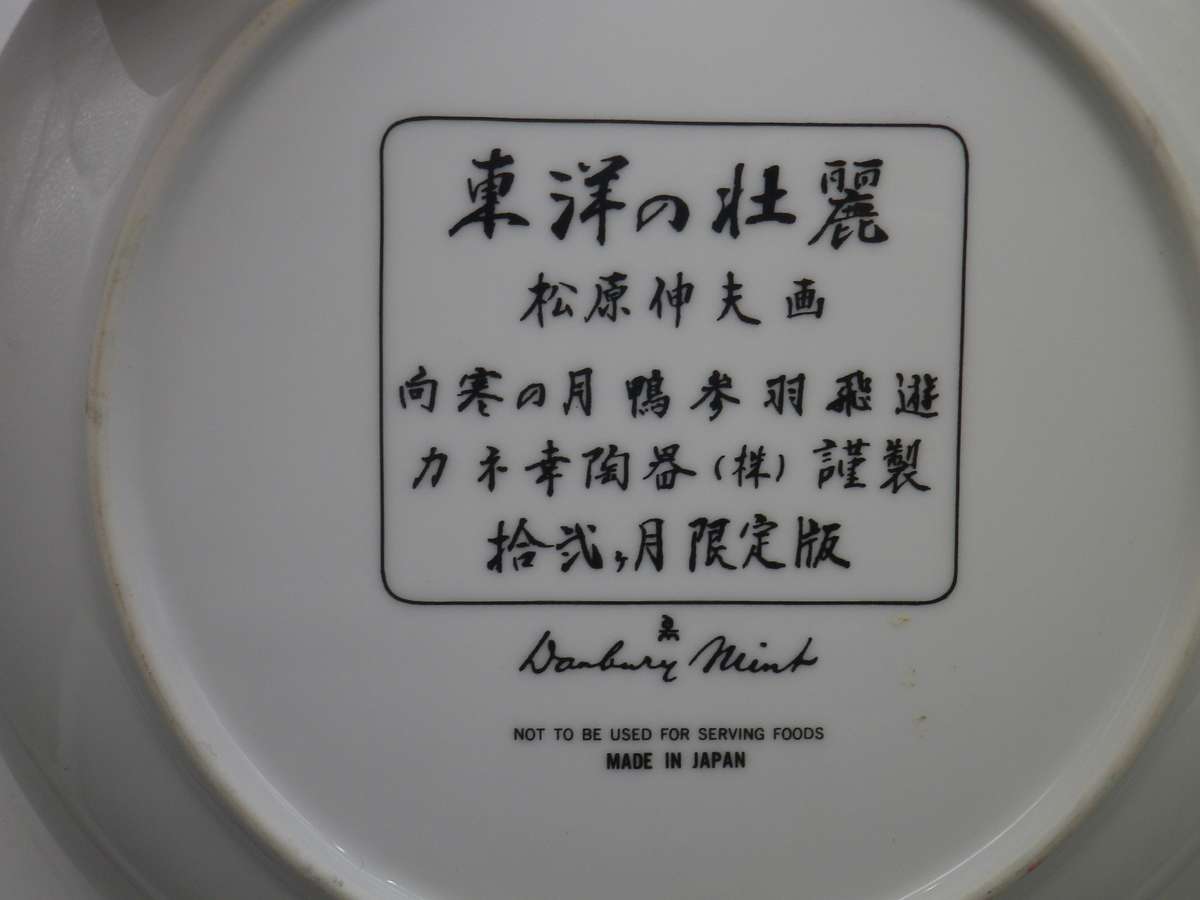 東洋の壮麗
松原伸夫画
向寒の月 鴨参羽飛遊
カネ幸陶器(株)謹製
拾弐ヶ月限定版
Danbury Mint
NOT TO BE USED FOR SERVING FOODS
MADE IN JAPAN